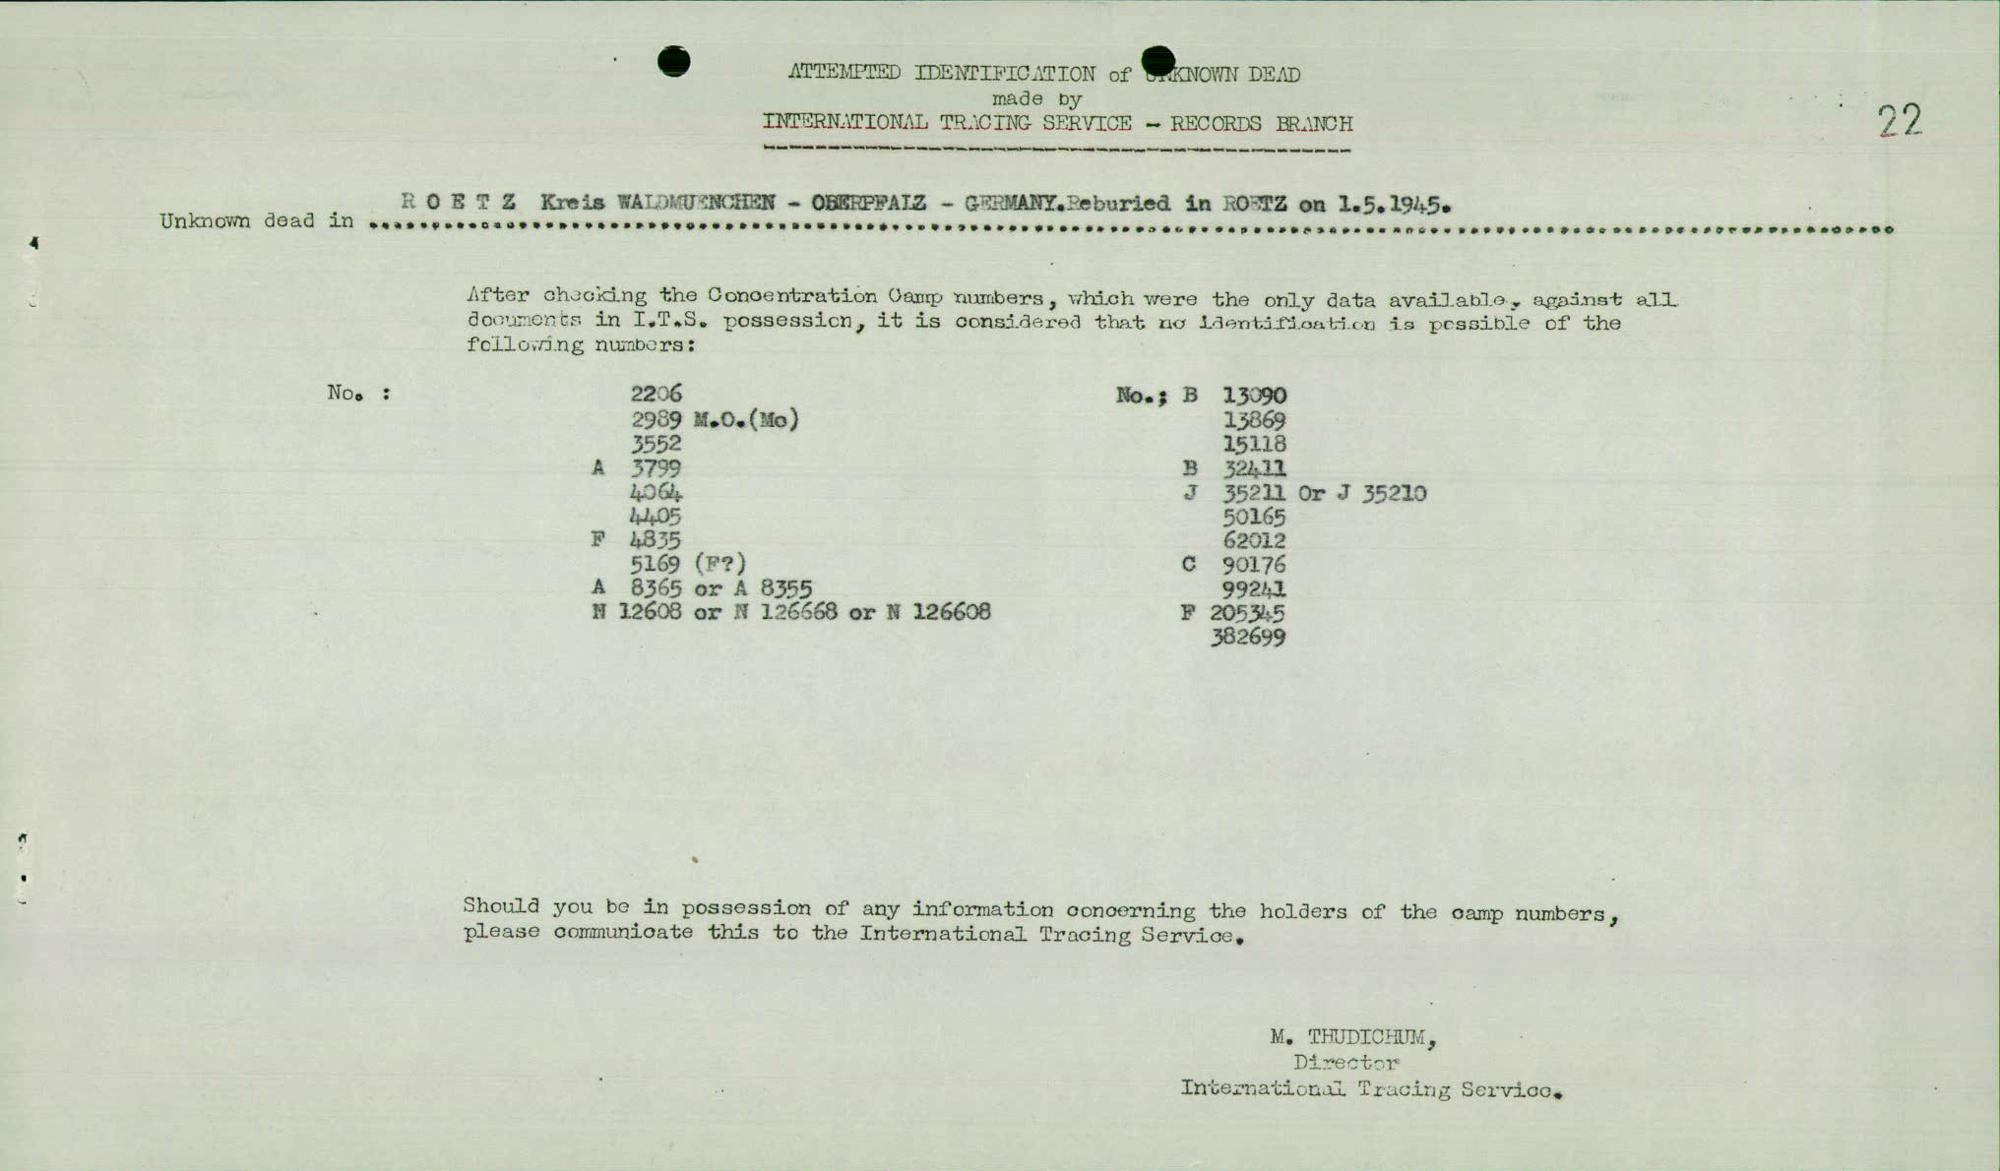 ATTEMPTED IDENTIFICATION of UNKNOWN DEAD
made by
INTERNATIONAL TRACING SERVICE - RECORDS BRANCH
22
R O E T Z Kreis WALDMUENCHEN - OBERPFALZ - GERMANY.Reburied in ROETZ on 1.5.1945.
Unknown dead in
After checking the Concentration Camp numbers, which were the only data available, against all
documents in I.T.S. possession, it is considered that no identification is possible of the
following numbers:
No. :
2206
2989 M.O.(Mo)
3552
A 3799
4064
4405
F 4835
5169 (F?)
A 8365 or A 8355
N 12608 or N 126668 or N 126608
No.; B 13090
13869
15118
B 32411
J 35211 Or J 35210
50165
62012
C 90176
99241
F 205345
382699
Should you be in possession of any information concerning the holders of the camp numbers,
please communicate this to the International Tracing Service.
M. THUDICHUM,
Director
International Tracing Service.